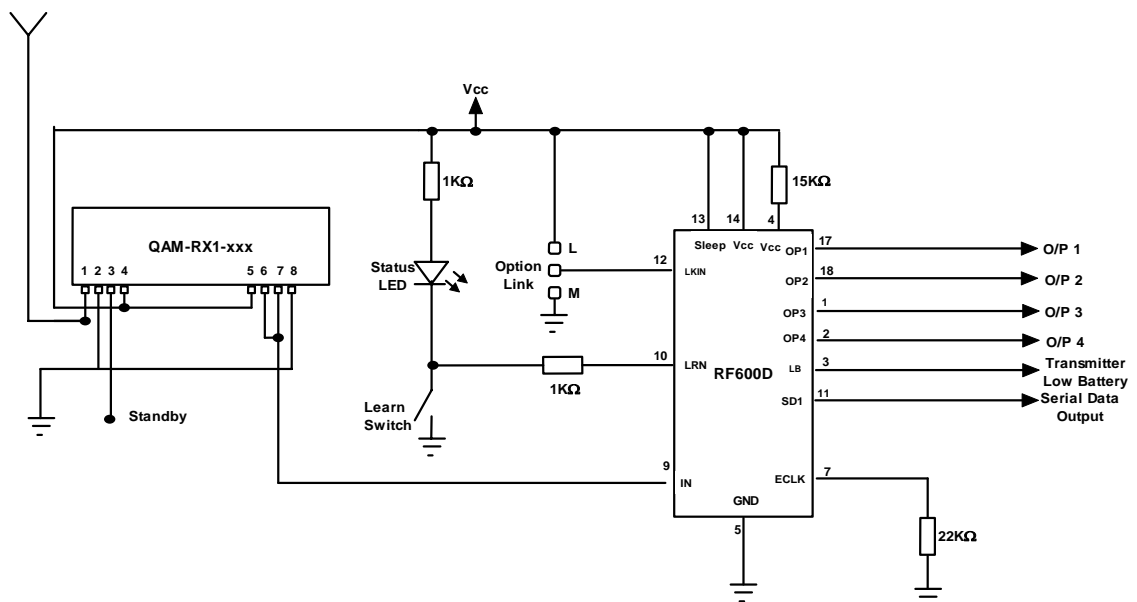 Vcc
1KΩ
15KΩ
QAM-RX1-xxx
1 2 3 4 5 6 7 8
13 14 4
Sleep Vcc Vcc
Status
LED
Option
Link
L
M
12 LKIN
OP1 17 O/P 1
OP2 18 O/P 2
OP3 1 O/P 3
OP4 2 O/P 4
10 LRN
RF600D
LB 3 Transmitter
Low Battery
SD1 11 Serial Data
Output
1KΩ
Standby
Learn
Switch
9 IN
ECLK 7
GND
5
22KΩ